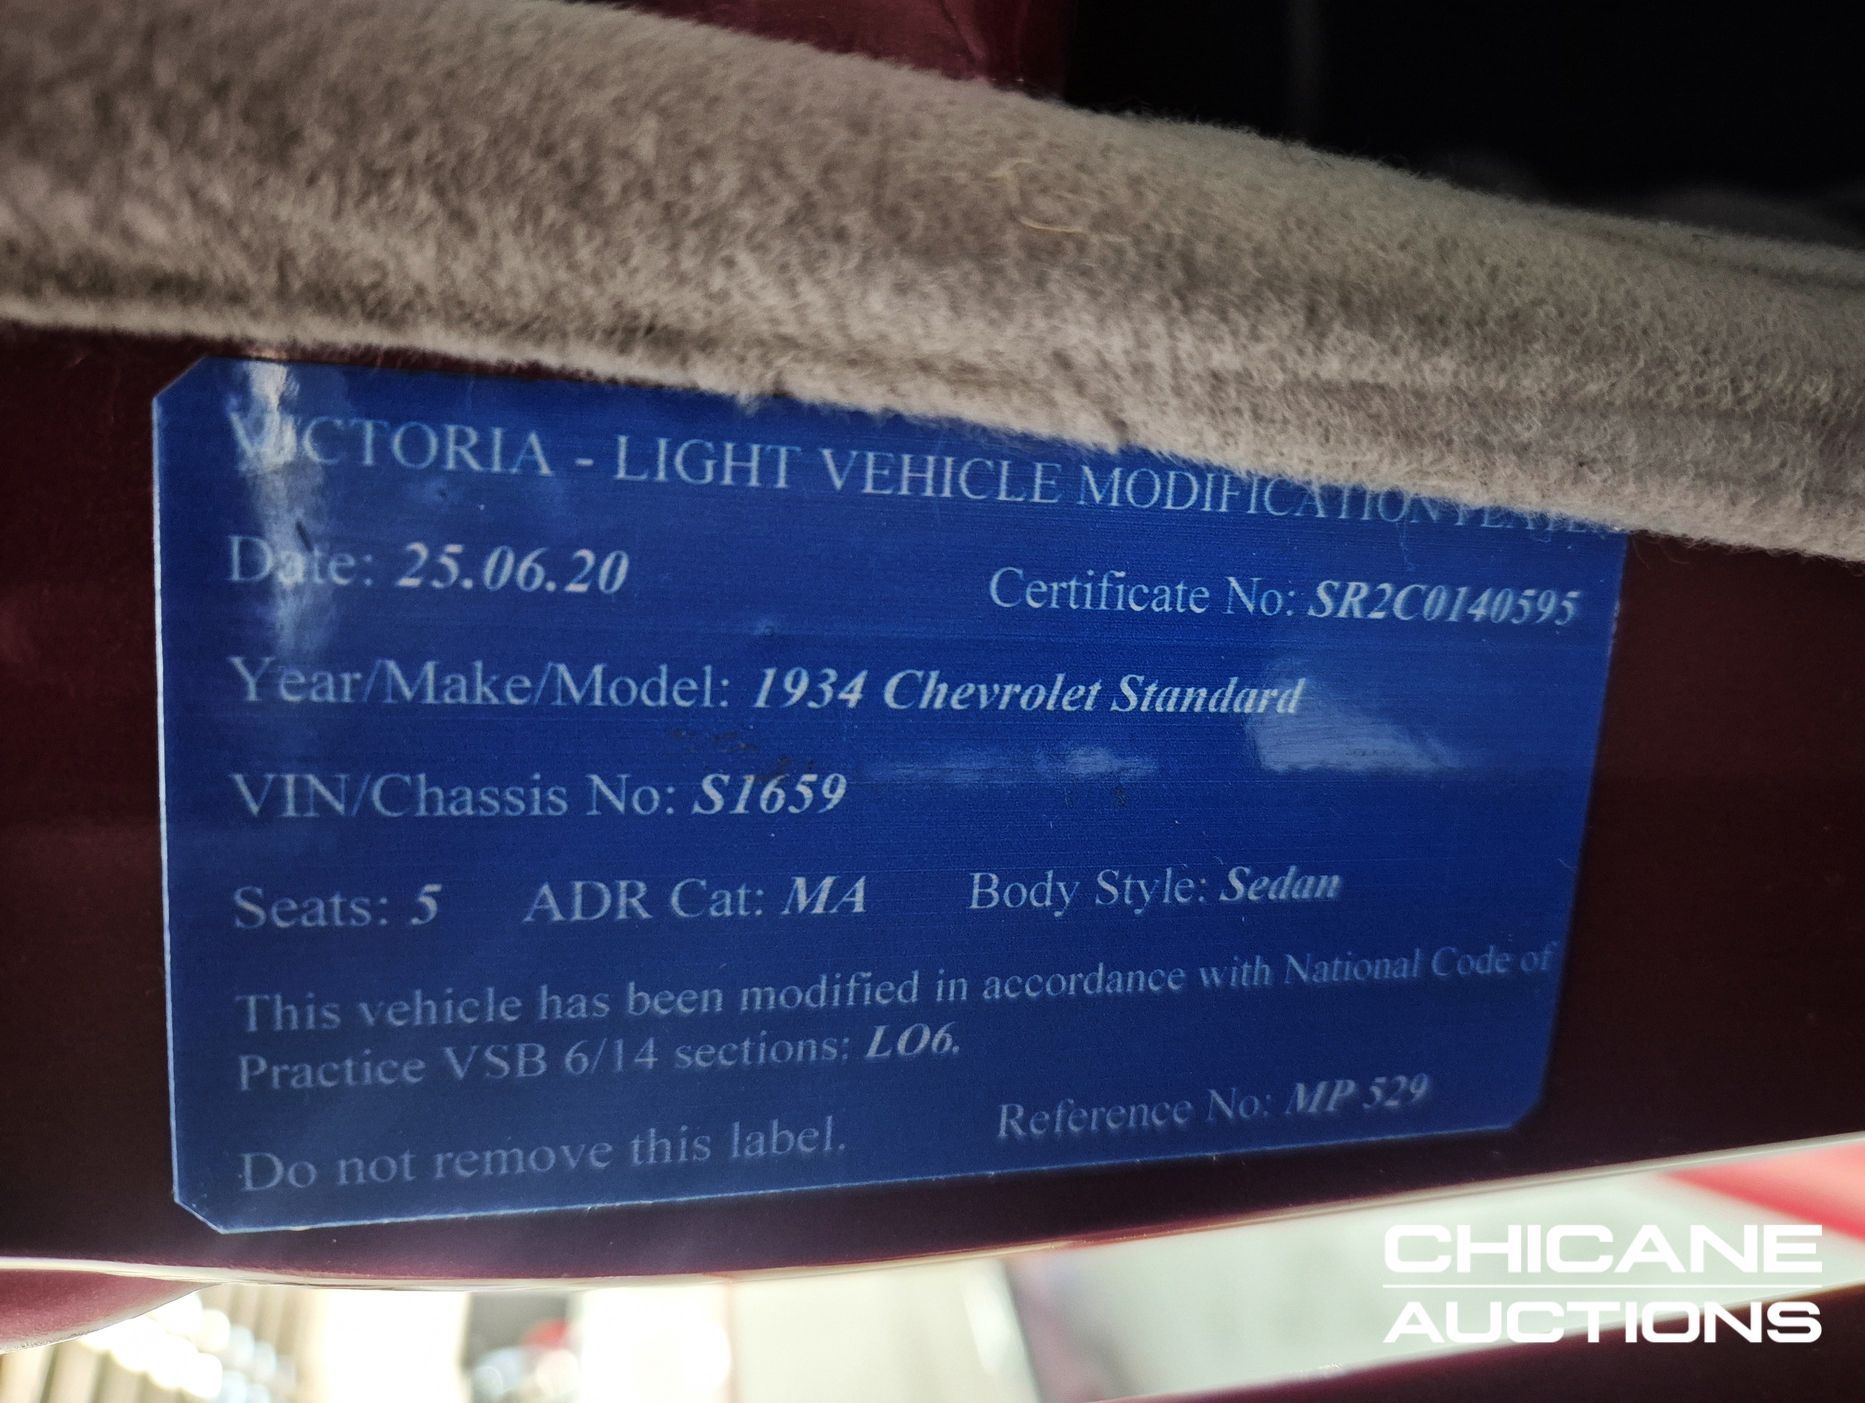 VICTORIA - LIGHT VEHICLE MODIFICATION PLATE
Date: 25.06.20 Certificate No: SR2C0140595
Year/Make/Model: 1934 Chevrolet Standard
VIN/Chassis No: S1659
Seats: 5 ADR Cat: MA Body Style: Sedan
This vehicle has been modified in accordance with National Code of
Practice VSB 6/14 sections: LO6.
Do not remove this label. Reference No: MP 529
CHICANE
AUCTIONS